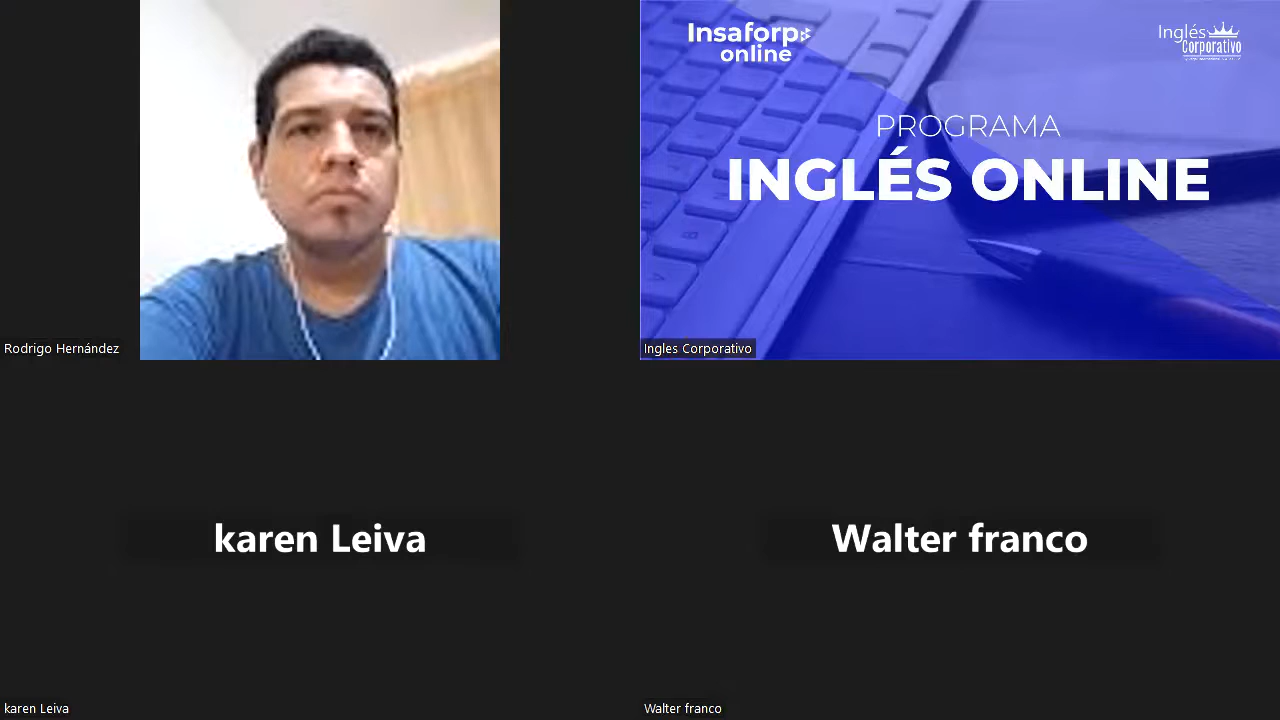 Insaforp
online
Inglés
Corporativo
PROGRAMA
INGLÉS ONLINE
Rodrigo Hernández
Ingles Corporativo
karen Leiva
Walter franco
karen Leiva
Walter franco